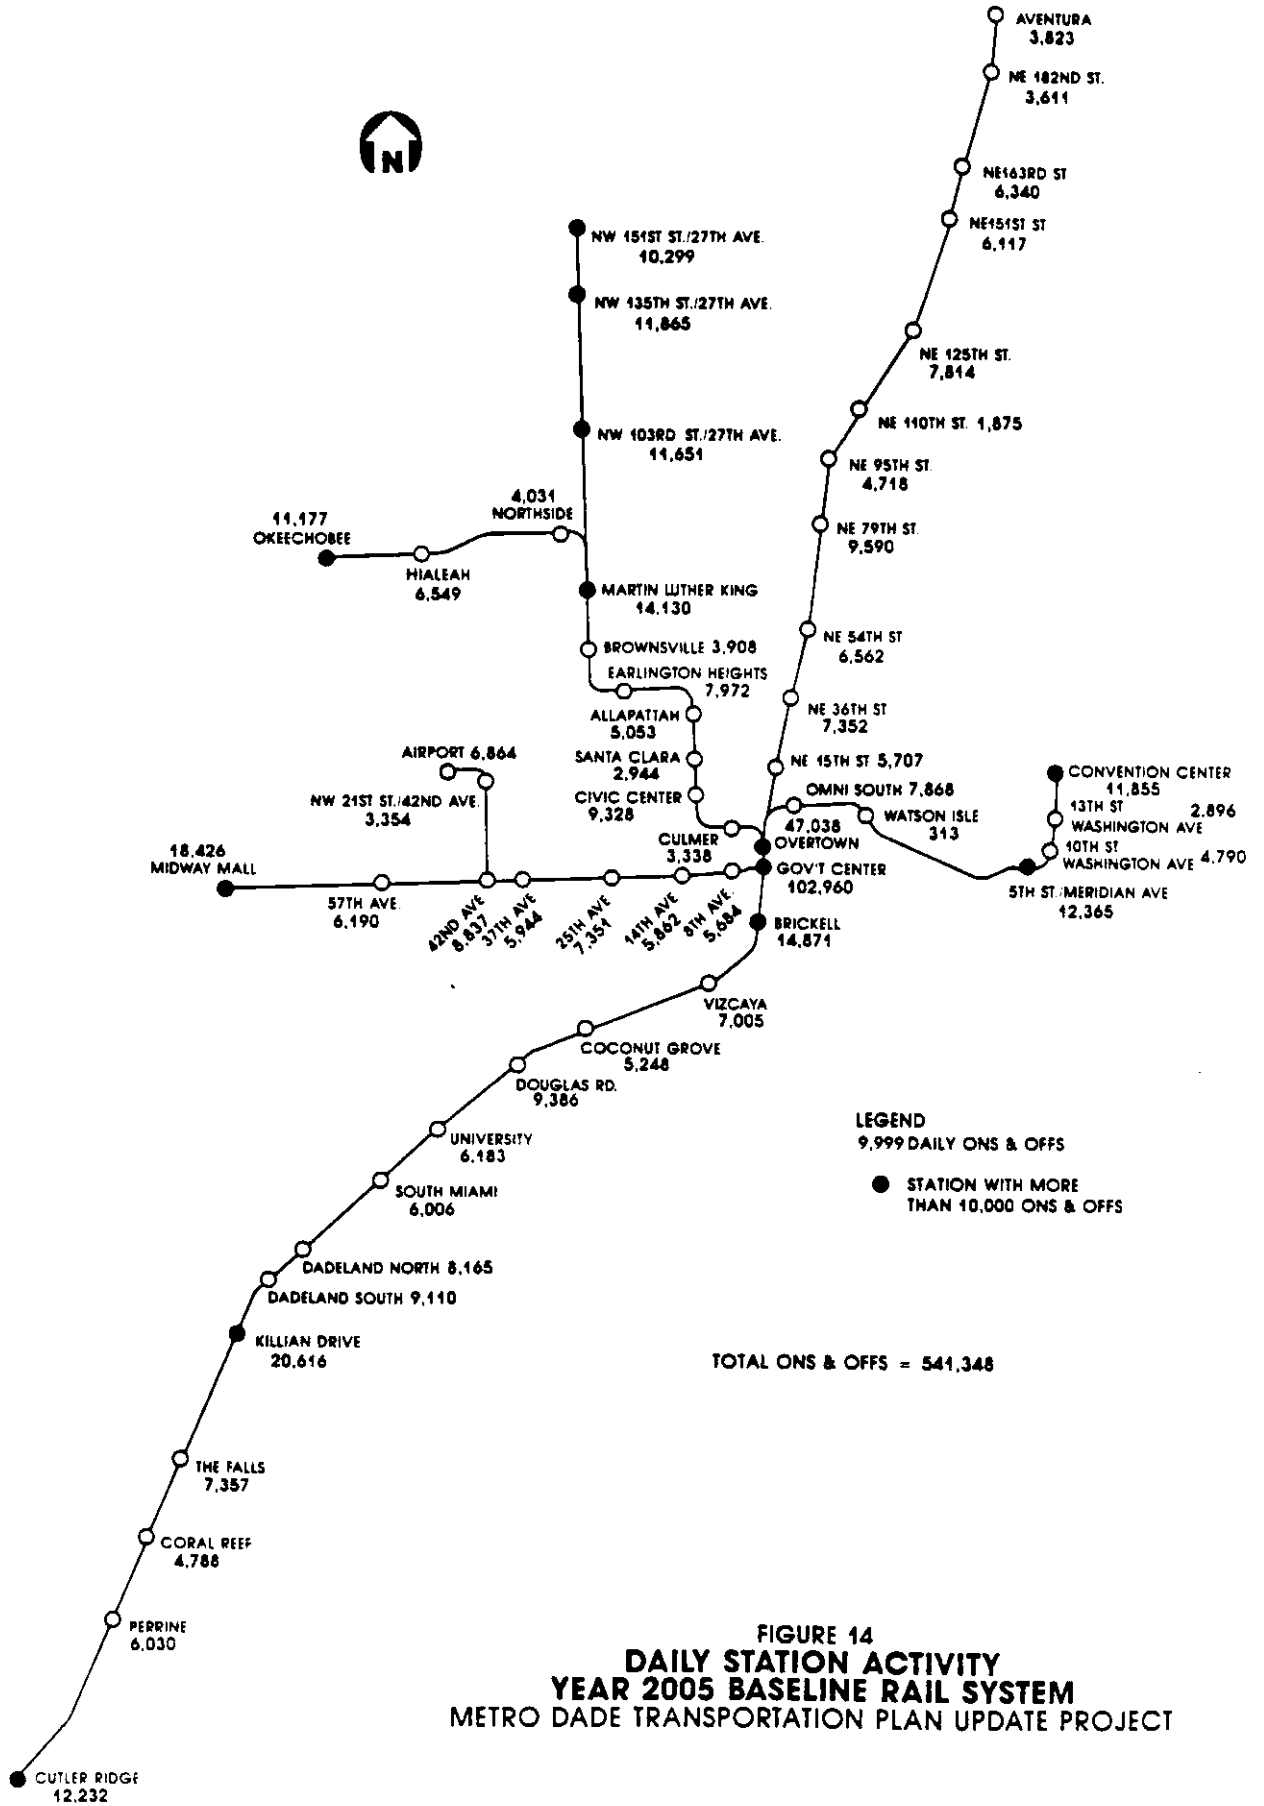 AVENTURA
3,823
NE 182ND ST.
3,611
N
NE163RD ST
6,340
NE151ST ST
6,117
NW 151ST ST./27TH AVE.
10,299
NW 135TH ST./27TH AVE.
11,865
NE 125TH ST.
7,814
NE 110TH ST. 1,875
NW 103RD ST./27TH AVE.
11,651
NE 95TH ST.
4,718
4,031
NORTHSIDE
11,177
OKEECHOBEE
NE 79TH ST.
9,590
HIALEAH
6,549
MARTIN LUTHER KING
14,130
NE 54TH ST
6,562
BROWNSVILLE 3,908
EARLINGTON HEIGHTS
7,972
NE 36TH ST
7,352
ALLAPATTAH
5,053
AIRPORT 6,864
SANTA CLARA
2,944
NE 15TH ST 5,707
CONVENTION CENTER
11,855
NW 21ST ST./42ND AVE.
3,354
CIVIC CENTER
9,328
OMNI SOUTH 7,868
WATSON ISLE
313
13TH ST 2.896
WASHINGTON AVE
CULMER
3,338
47,038
OVERTOWN
10TH ST
WASHINGTON AVE 4.790
18,426
MIDWAY MALL
GOV'T CENTER
102,960
5TH ST./MERIDIAN AVE
12,365
57TH AVE.
6,190
42ND AVE
8,837
37TH AVE
5,944
25TH AVE
7,351
14TH AVE
5,862
8TH AVE.
5,684
BRICKELL
14,871
VIZCAYA
7,005
COCONUT GROVE
5,248
DOUGLAS RD.
9,386
UNIVERSITY
6,183
LEGEND
9,999 DAILY ONS & OFFS
STATION WITH MORE
THAN 10,000 ONS & OFFS
SOUTH MIAMI
6,006
DADELAND NORTH 8,165
DADELAND SOUTH 9,110
KILLIAN DRIVE
20,616
TOTAL ONS & OFFS = 541,348
THE FALLS
7,357
CORAL REEF
4,788
PERRINE
6,030
FIGURE 14
DAILY STATION ACTIVITY
YEAR 2005 BASELINE RAIL SYSTEM
METRO DADE TRANSPORTATION PLAN UPDATE PROJECT
CUTLER RIDGE
12,232